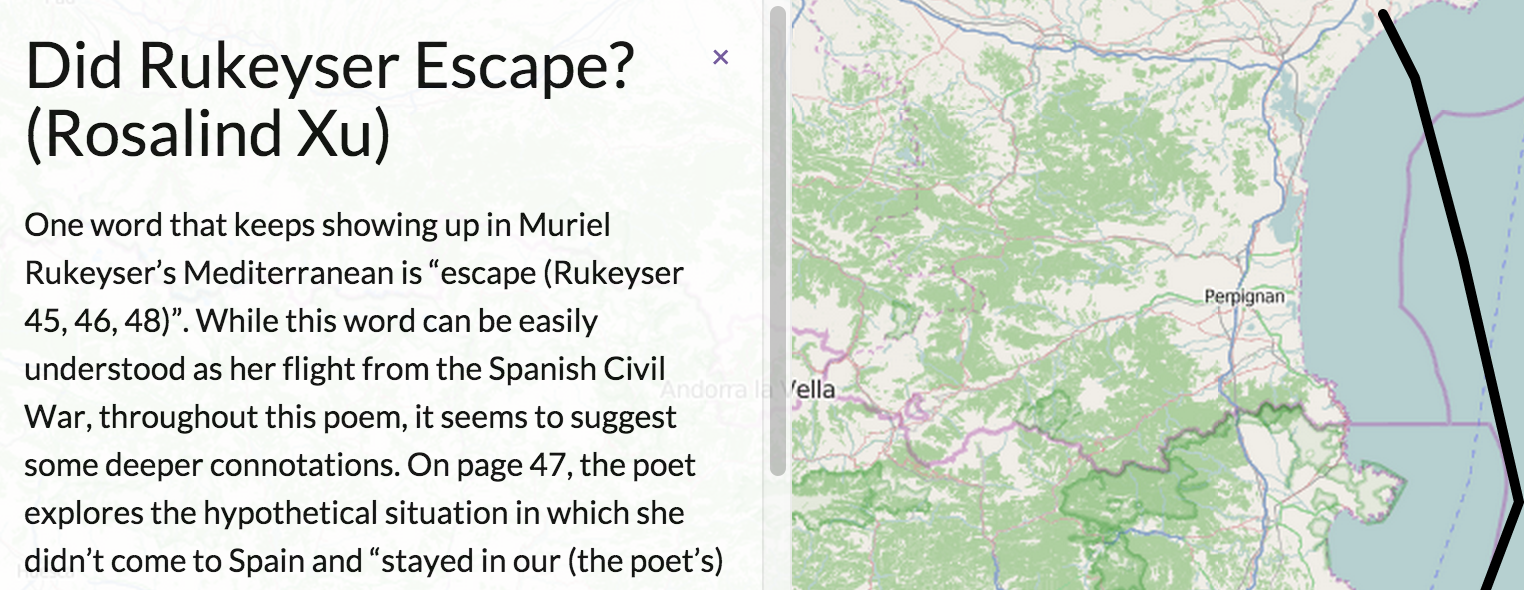 Did Rukeyser Escape?
(Rosalind Xu)
×
One word that keeps showing up in Muriel
Rukeyser’s Mediterranean is “escape (Rukeyser
45, 46, 48)”. While this word can be easily
understood as her flight from the Spanish Civil
War, throughout this poem, it seems to suggest
some deeper connotations. On page 47, the poet
explores the hypothetical situation in which she
didn’t come to Spain and “stayed in our (the poet’s)
Perpignan
Andorra la Vella